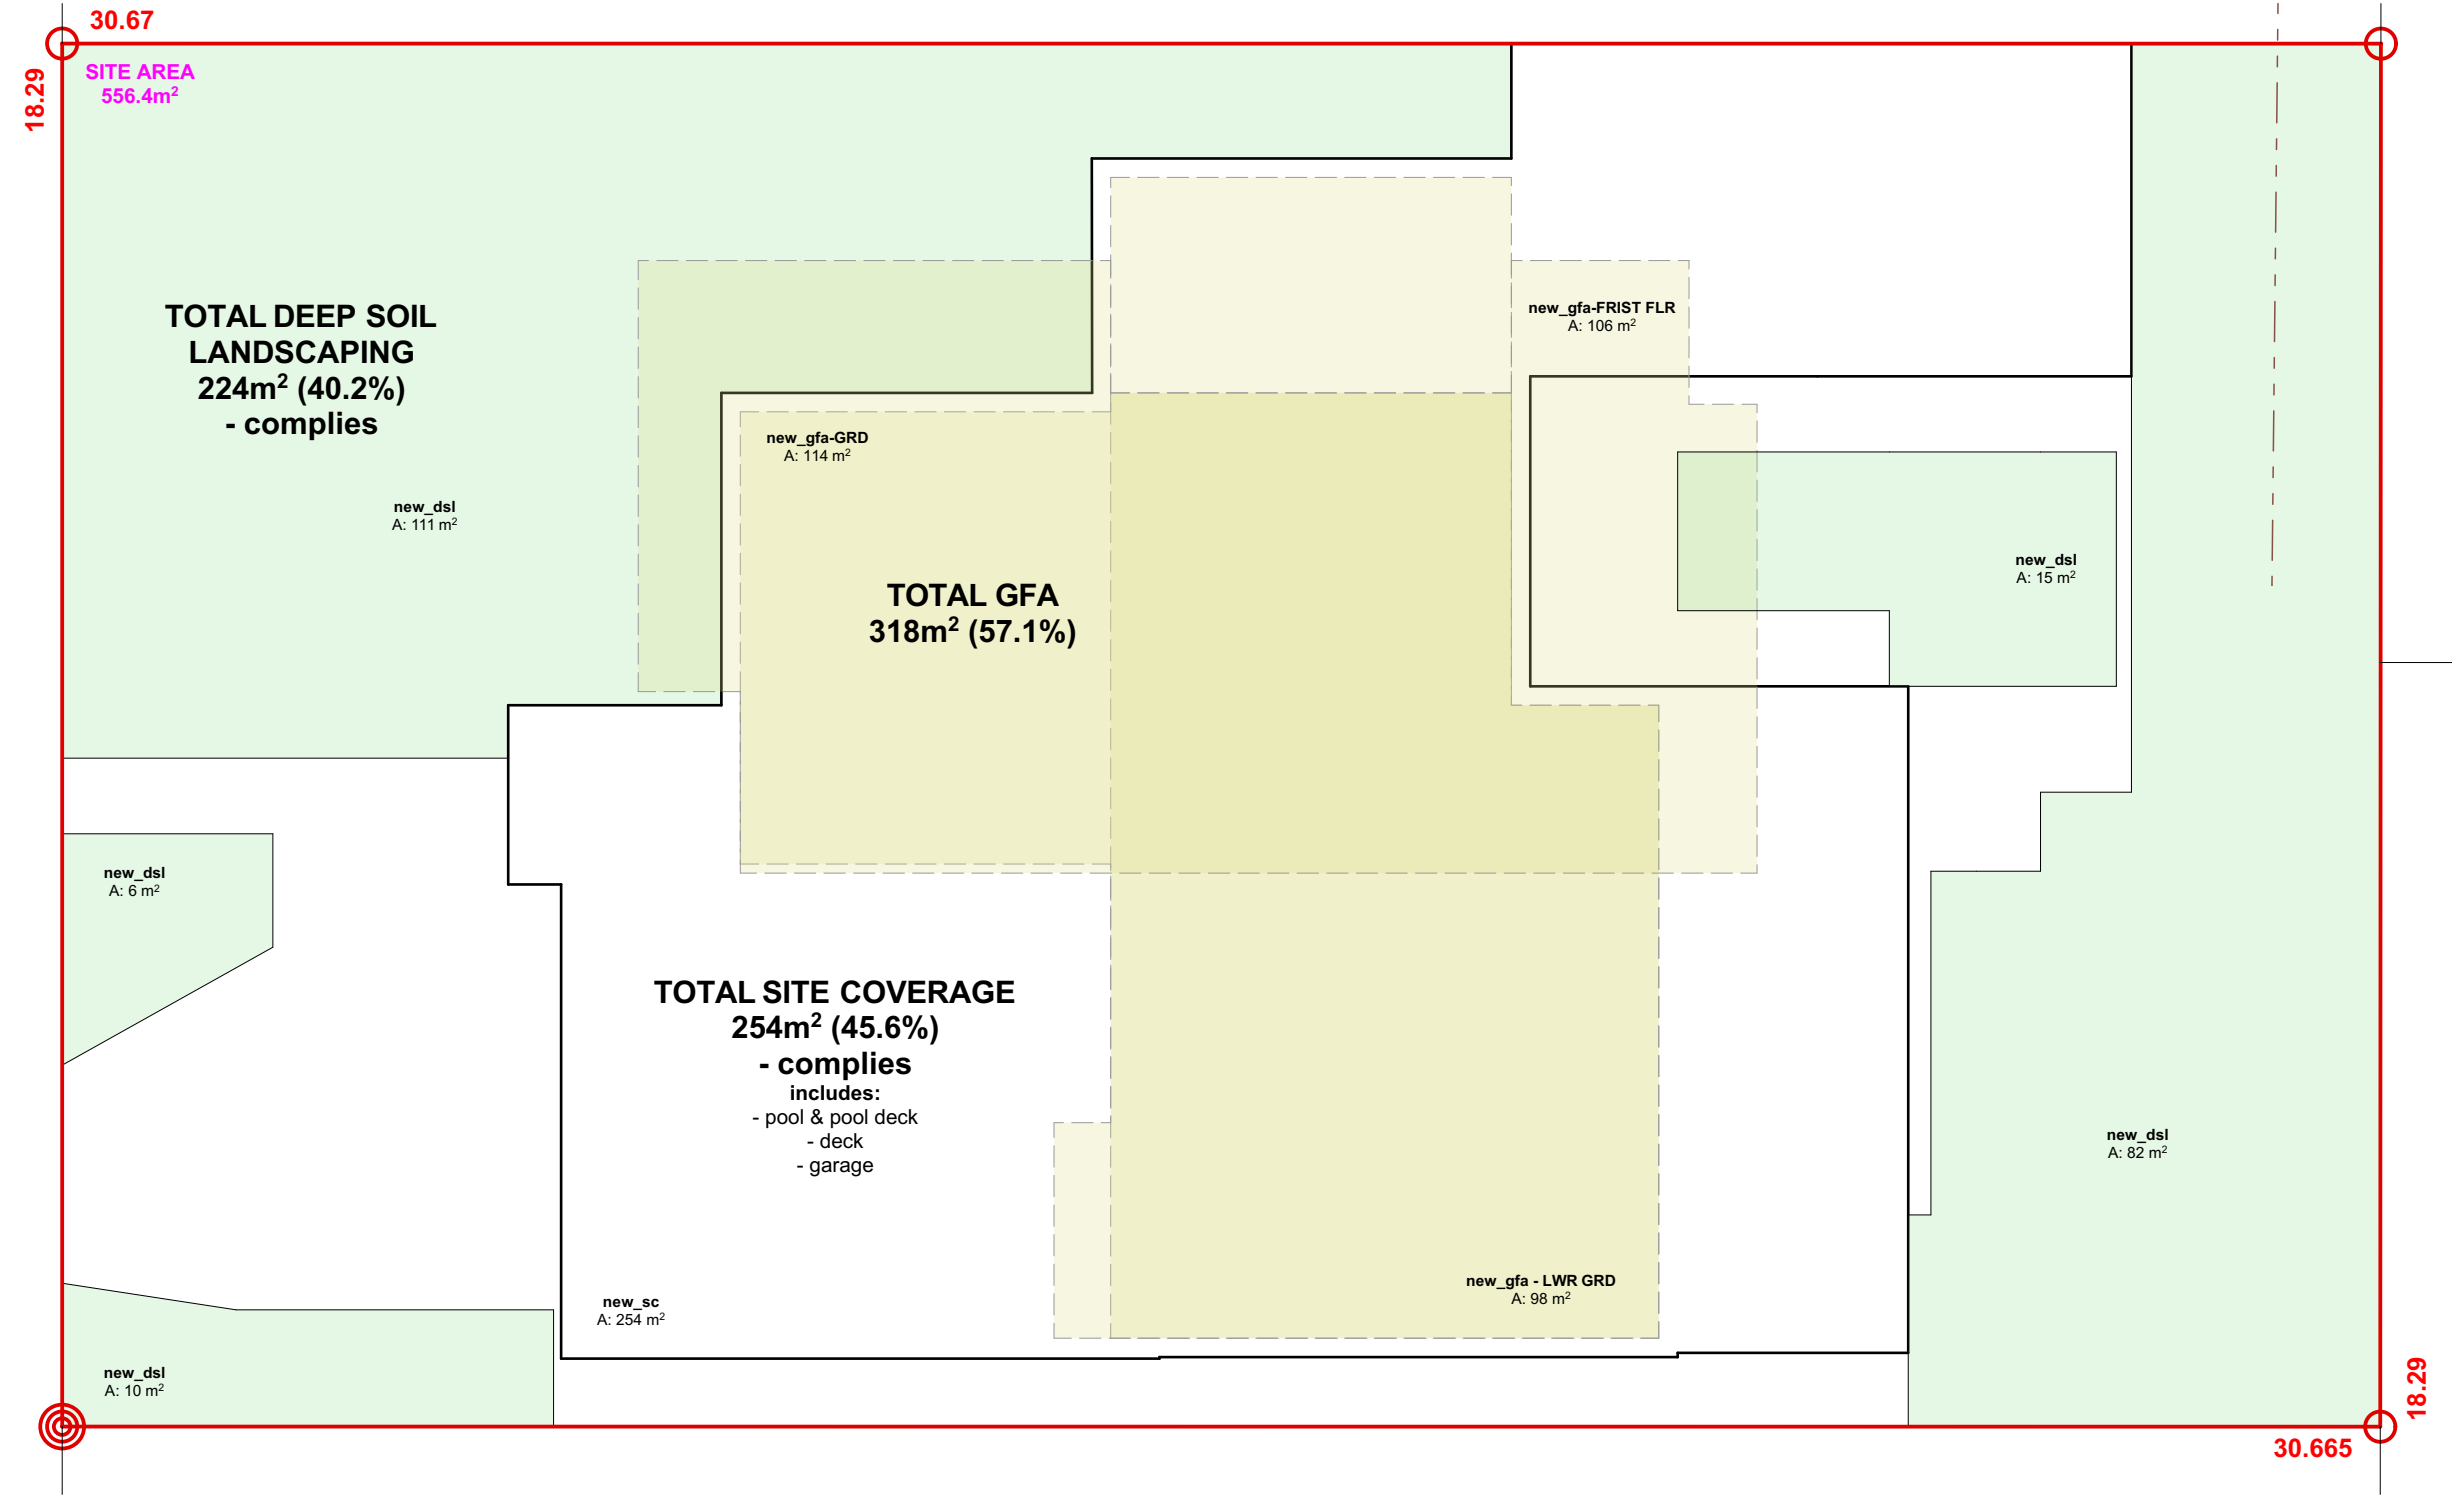 30.67
18.29
SITE AREA
556.4m²
TOTAL DEEP SOIL
LANDSCAPING
224m² (40.2%)
- complies
new_gfa-FRIST FLR
A: 106 m²
new_gfa-GRD
A: 114 m²
new_dsl
A: 111 m²
new_dsl
A: 15 m²
TOTAL GFA
318m² (57.1%)
new_dsl
A: 6 m²
TOTAL SITE COVERAGE
254m² (45.6%)
- complies
includes:
- pool & pool deck
- deck
- garage
new_dsl
A: 82 m²
new_gfa - LWR GRD
A: 98 m²
new_sc
A: 254 m²
new_dsl
A: 10 m²
18.29
30.665